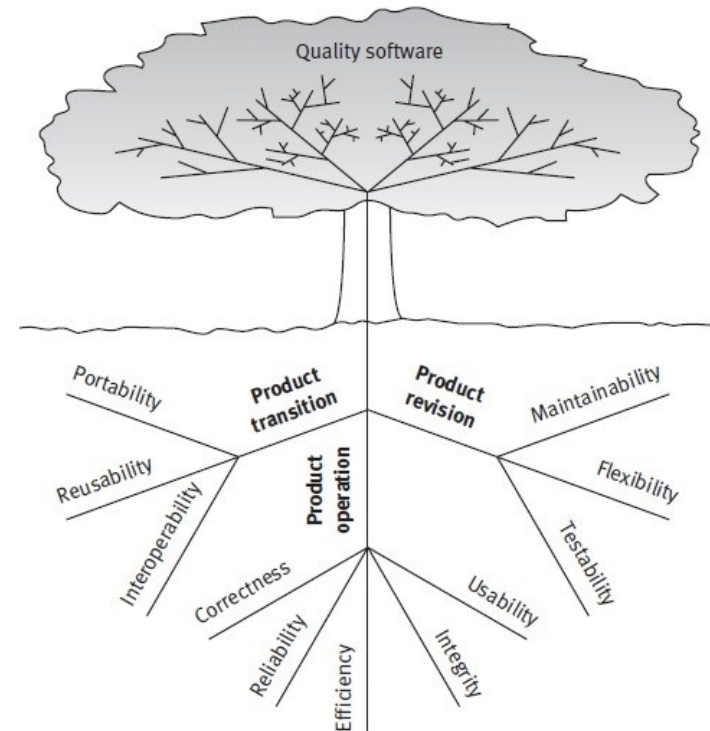 Quality software
Product
transition
Product
revision
Portability
Reusability
Interoperability
Product
operation
Maintainability
Flexibility
Testability
Correctness
Reliability
Efficiency
Integrity
Usability